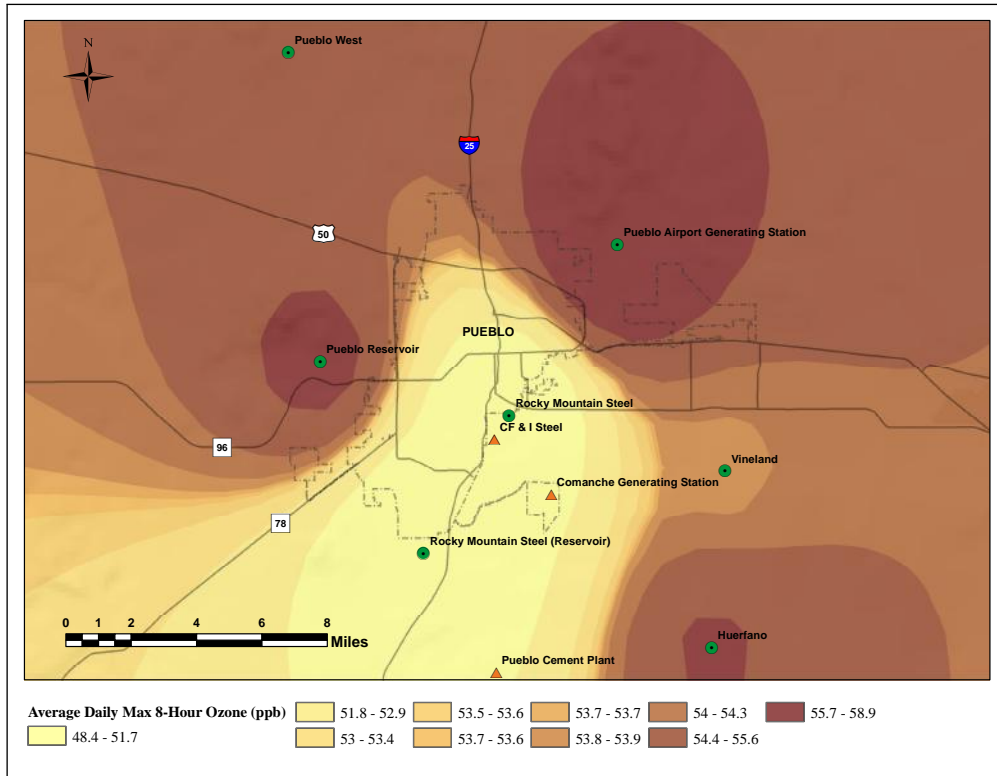 N
Pueblo West
25
50
Pueblo Airport Generating Station
PUEBLO
Pueblo Reservoir
Rocky Mountain Steel
CF & I Steel
96
Vineland
Comanche Generating Station
78
Rocky Mountain Steel (Reservoir)
0 1 2 4 6 8
Miles
Huerfano
Pueblo Cement Plant
Average Daily Max 8-Hour Ozone (ppb)
48.4 - 51.7
51.8 - 52.9
53 - 53.4
53.5 - 53.6
53.7 - 53.6
53.7 - 53.7
53.8 - 53.9
54 - 54.3
54.4 - 55.6
55.7 - 58.9